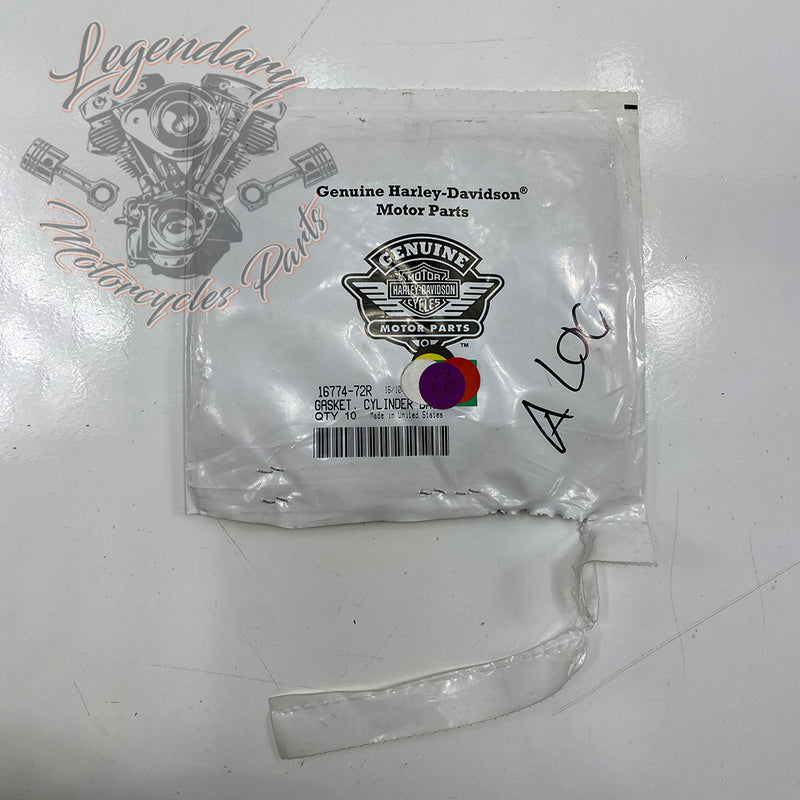 Legendary
Motorcycles Parts
Genuine Harley-Davidson®
Motor Parts
GENUINE
MOTOR
HARLEY-DAVIDSON
CYCLES
MOTOR PARTS
TM
16774-72R
GASKET, CYLINDER
QTY 10 Made in United States
A LOC